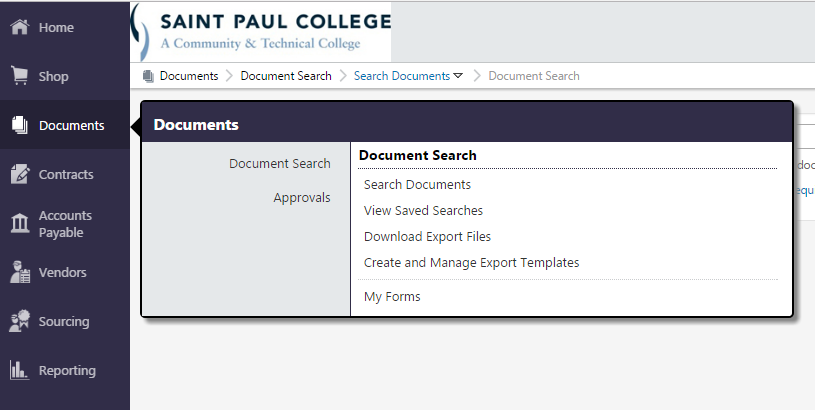 SAINT PAUL COLLEGE
A Community & Technical College
Home
Shop
Documents
Contracts
Accounts
Payable
Vendors
Sourcing
Reporting
Documents Document Search Search Documents Document Search
Documents
Document Search
Approvals
Document Search
Search Documents
View Saved Searches
Download Export Files
Create and Manage Export Templates
My Forms